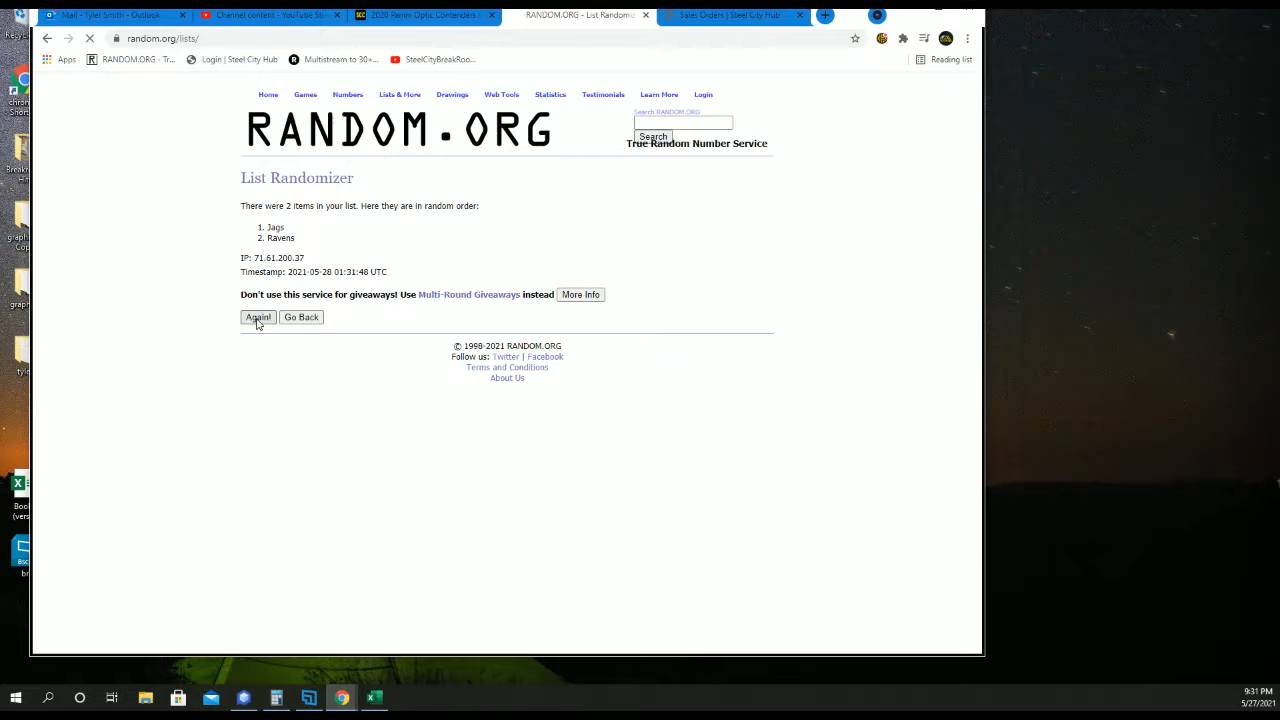 Mail - Tyler Smith - Outlook
Channel content - YouTube Stu
2020 Panini Optic Contenders
RANDOM.ORG - List Randomiz
Sales Orders | Steel City Hub
random.org/lists/
Apps
RANDOM.ORG - Tr...
Login | Steel City Hub
Multistream to 30+...
SteelCityBreakRoo...
Reading list
Home
Games
Numbers
Lists & More
Drawings
Web Tools
Statistics
Testimonials
Learn More
Login
RANDOM.ORG
Search RANDOM.ORG
Search
True Random Number Service
List Randomizer
There were 2 items in your list. Here they are in random order:
1. Jags
2. Ravens
IP: 71.61.200.37
Timestamp: 2021-05-28 01:31:48 UTC
Don't use this service for giveaways! Use Multi-Round Giveaways instead
More Info
Again!
Go Back
© 1998-2021 RANDOM.ORG
Follow us: Twitter | Facebook
Terms and Conditions
About Us
9:31 PM
5/27/2021